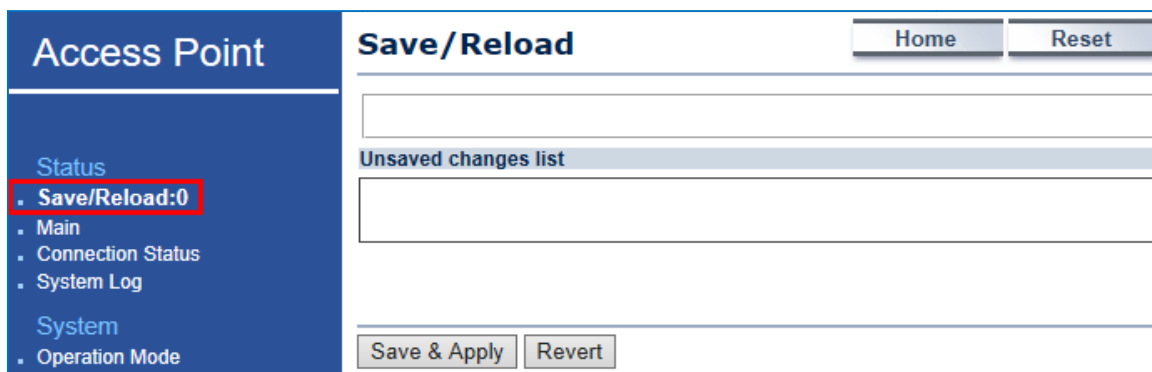 Access Point
Status
Save/Reload:0
Main
Connection Status
System Log
System
Operation Mode
Save/Reload
Home
Reset
Unsaved changes list
Save & Apply
Revert